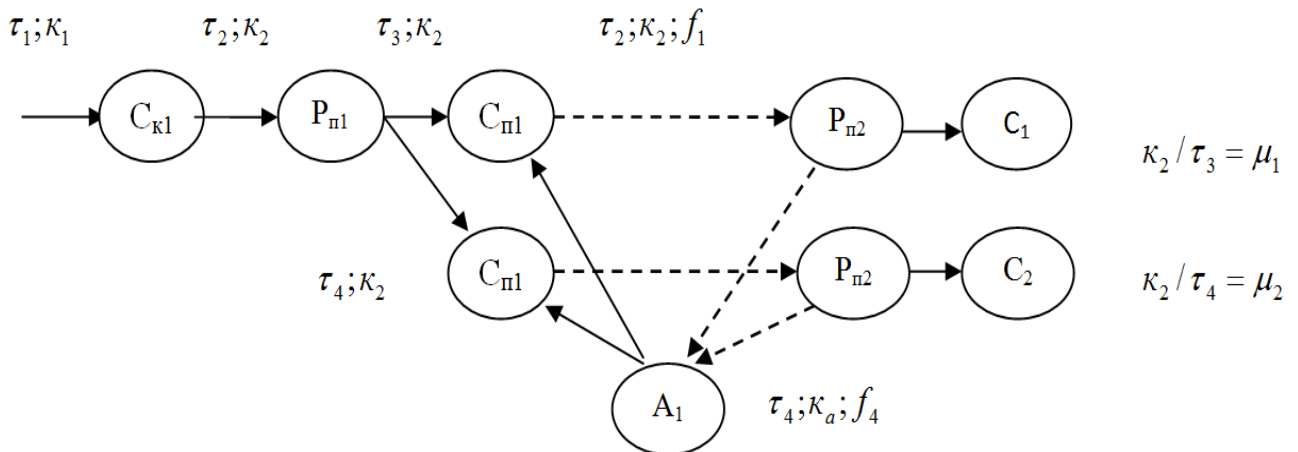 τ₁;κ₁ τ₂;κ₂ τ₃;κ₂ τ₂;κ₂;f₁
Cк1 Pп1 Cп1 Pп2 C₁
κ₂/τ₃=μ₁
τ₄;κ₂ Cп1 Pп2 C₂ κ₂/τ₄=μ₂
A₁ τ₄;κₐ;f₄